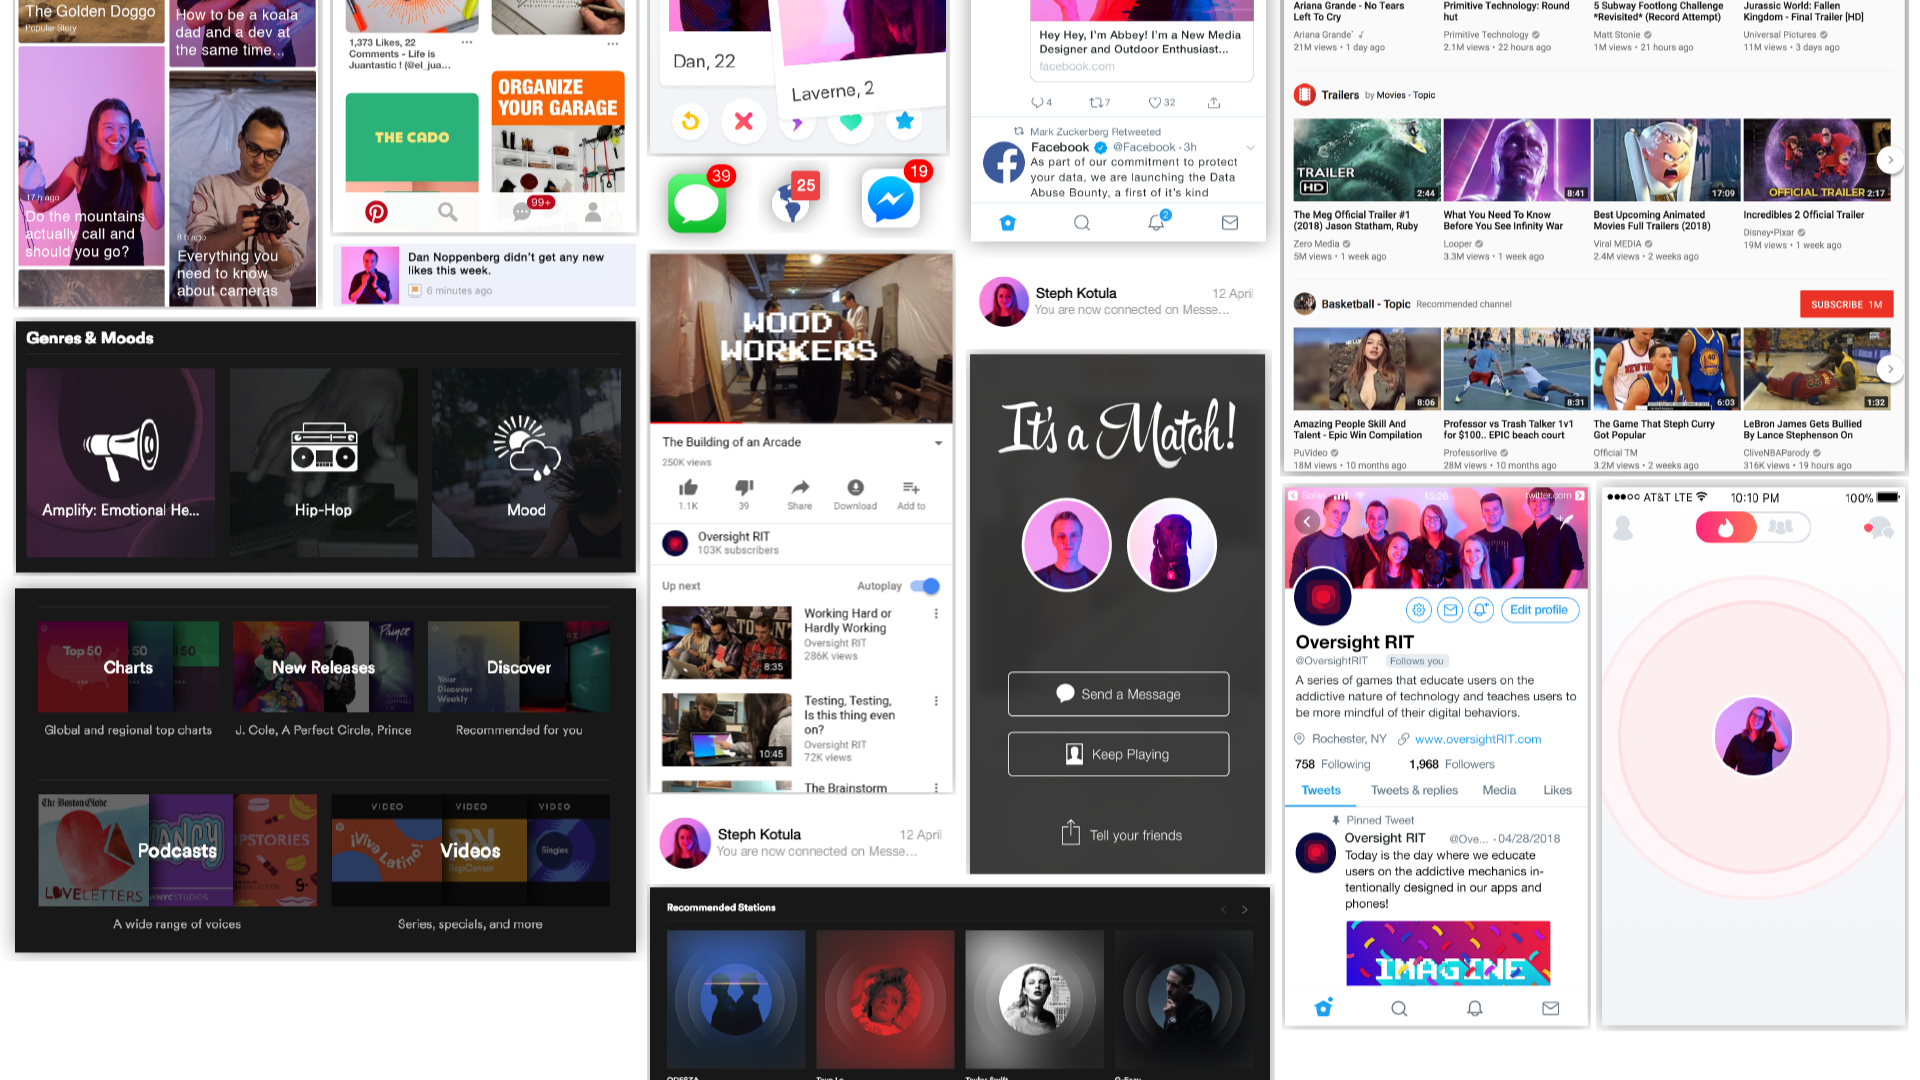 The Golden Doggo
Popular Story
How to be a koala
dad and a dev at
the same time...
17 h ago
Do the mountains
actually call and
should you go?
8 h ago
Everything you
need to know
about cameras
1,373 Likes, 22
Comments - Life is
Juantastic ! (@el_jua...
THE CADO
ORGANIZE
YOUR GARAGE
99+
Dan Noppenberg didn't get any new
likes this week.
6 minutes ago
Genres & Moods
Amplify: Emotional He...
Hip-Hop
Mood
Top 50
50
50
Charts
Global and regional top charts
Prince
New Releases
J. Cole, A Perfect Circle, Prince
Your
Discover
Weekly
Discover
Recommended for you
The Boston Globe
LOVELETTERS
WNYCSTUDIOS
Podcasts
A wide range of voices
VIDEO
VIDEO
VIDEO
¡Viva Latino!
RapCaviar
Singles
Videos
Series, specials, and more
Dan, 22
Laverne, 2
39
25
19
WOOD
WORKERS
The Building of an Arcade
250K views
1.1K
39
Share
Download
Add to
Oversight RIT
103K subscribers
Up next
Autoplay
8:35
Working Hard or
Hardly Working
Oversight RIT
286K views
10:45
Testing, Testing,
Is this thing even
on?
Oversight RIT
72K views
The Brainstorm
Steph Kotula
12 April
You are now connected on Messe...
Recommended Stations
ODESZA
Tove Lo
Taylor Swift
G-Eazy
Hey Hey, I'm Abbey! I'm a New Media
Designer and Outdoor Enthusiast...
facebook.com
4
7
32
Mark Zuckerberg Retweeted
Facebook @Facebook · 3h
As part of our commitment to protect
your data, we are launching the Data
Abuse Bounty, a first of it's kind
2
Steph Kotula
12 April
You are now connected on Messe...
It's a Match!
Send a Message
Keep Playing
Tell your friends
Ariana Grande - No Tears
Left To Cry
Ariana Grande
21M views • 1 day ago
Primitive Technology: Round
hut
Primitive Technology
2.1M views • 22 hours ago
5 Subway Footlong Challenge
*Revisited* (Record Attempt)
Matt Stonie
1M views • 21 hours ago
Jurassic World: Fallen
Kingdom - Final Trailer [HD]
Universal Pictures
11M views • 3 days ago
Trailers by Movies - Topic
TRAILER
HD
2:44
The Meg Official Trailer #1
(2018) Jason Statham, Ruby
Zero Media
5M views • 1 week ago
8:41
What You Need To Know
Before You See Infinity War
Looper
3.3M views • 1 week ago
17:09
Best Upcoming Animated
Movies Full Trailers (2018)
Viral MEDIA
2.4M views • 2 weeks ago
OFFICIAL TRAILER 2:17
Incredibles 2 Official Trailer
Disney•Pixar
19M views • 1 week ago
Basketball - Topic Recommended channel
SUBSCRIBE 1M
8:06
Amazing People Skill And
Talent - Epic Win Compilation
PuVideo
18M views • 10 months ago
8:31
Professor vs Trash Talker 1v1
for $100.. EPIC beach court
Professorlive
28M views • 10 months ago
6:03
The Game That Steph Curry
Got Popular
Official TM
3.2M views • 2 weeks ago
1:32
LeBron James Gets Bullied
By Lance Stephenson On
CliveNBAParody
316K views • 19 hours ago
Safari
15:26
twitter.com
Edit profile
Oversight RIT
@OversightRIT Follows you
A series of games that educate users on the
addictive nature of technology and teaches users to
be more mindful of their digital behaviors.
Rochester, NY www.oversightRIT.com
758 Following 1,968 Followers
Tweets Tweets & replies Media Likes
Pinned Tweet
Oversight RIT @Ove... · 04/28/2018
Today is the day where we educate
users on the addictive mechanics in-
tentionally designed in our apps and
phones!
IMAGINE
AT&T LTE 10:10 PM 100%